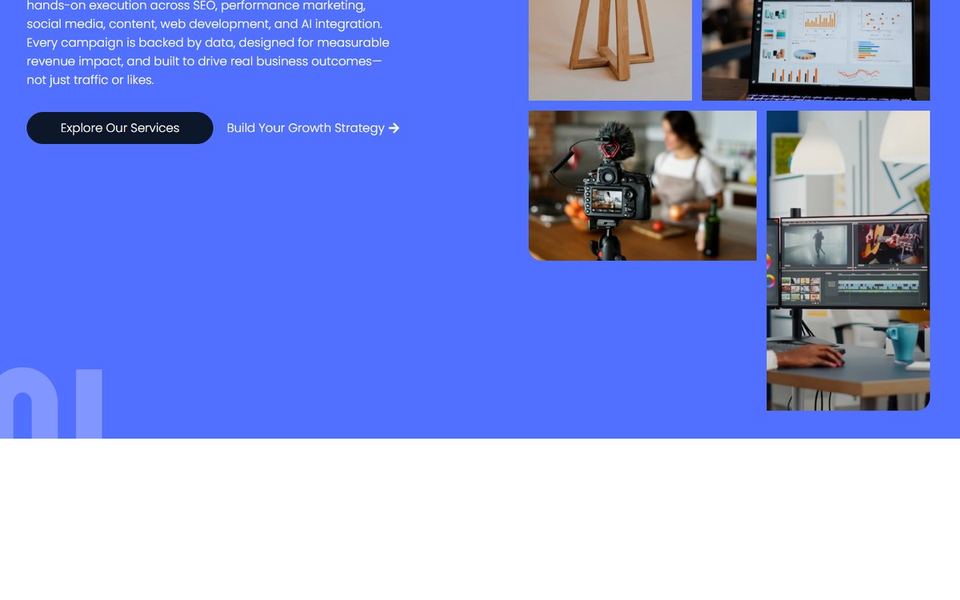 hands-on execution across SEO, performance marketing,
social media, content, web development, and AI integration.
Every campaign is backed by data, designed for measurable
revenue impact, and built to drive real business outcomes—
not just traffic or likes.
Explore Our Services
Build Your Growth Strategy →